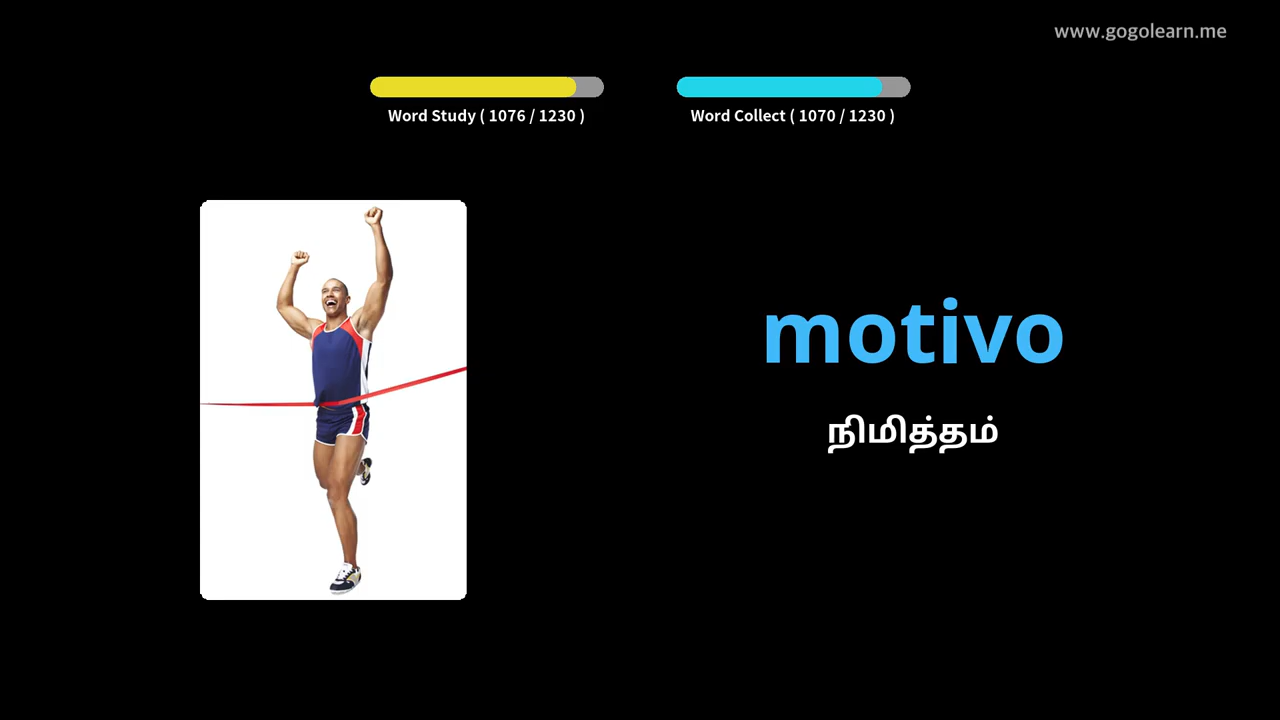 www.gogolearn.me
Word Study ( 1076 / 1230 )
Word Collect ( 1070 / 1230 )
motivo
நிமித்தம்